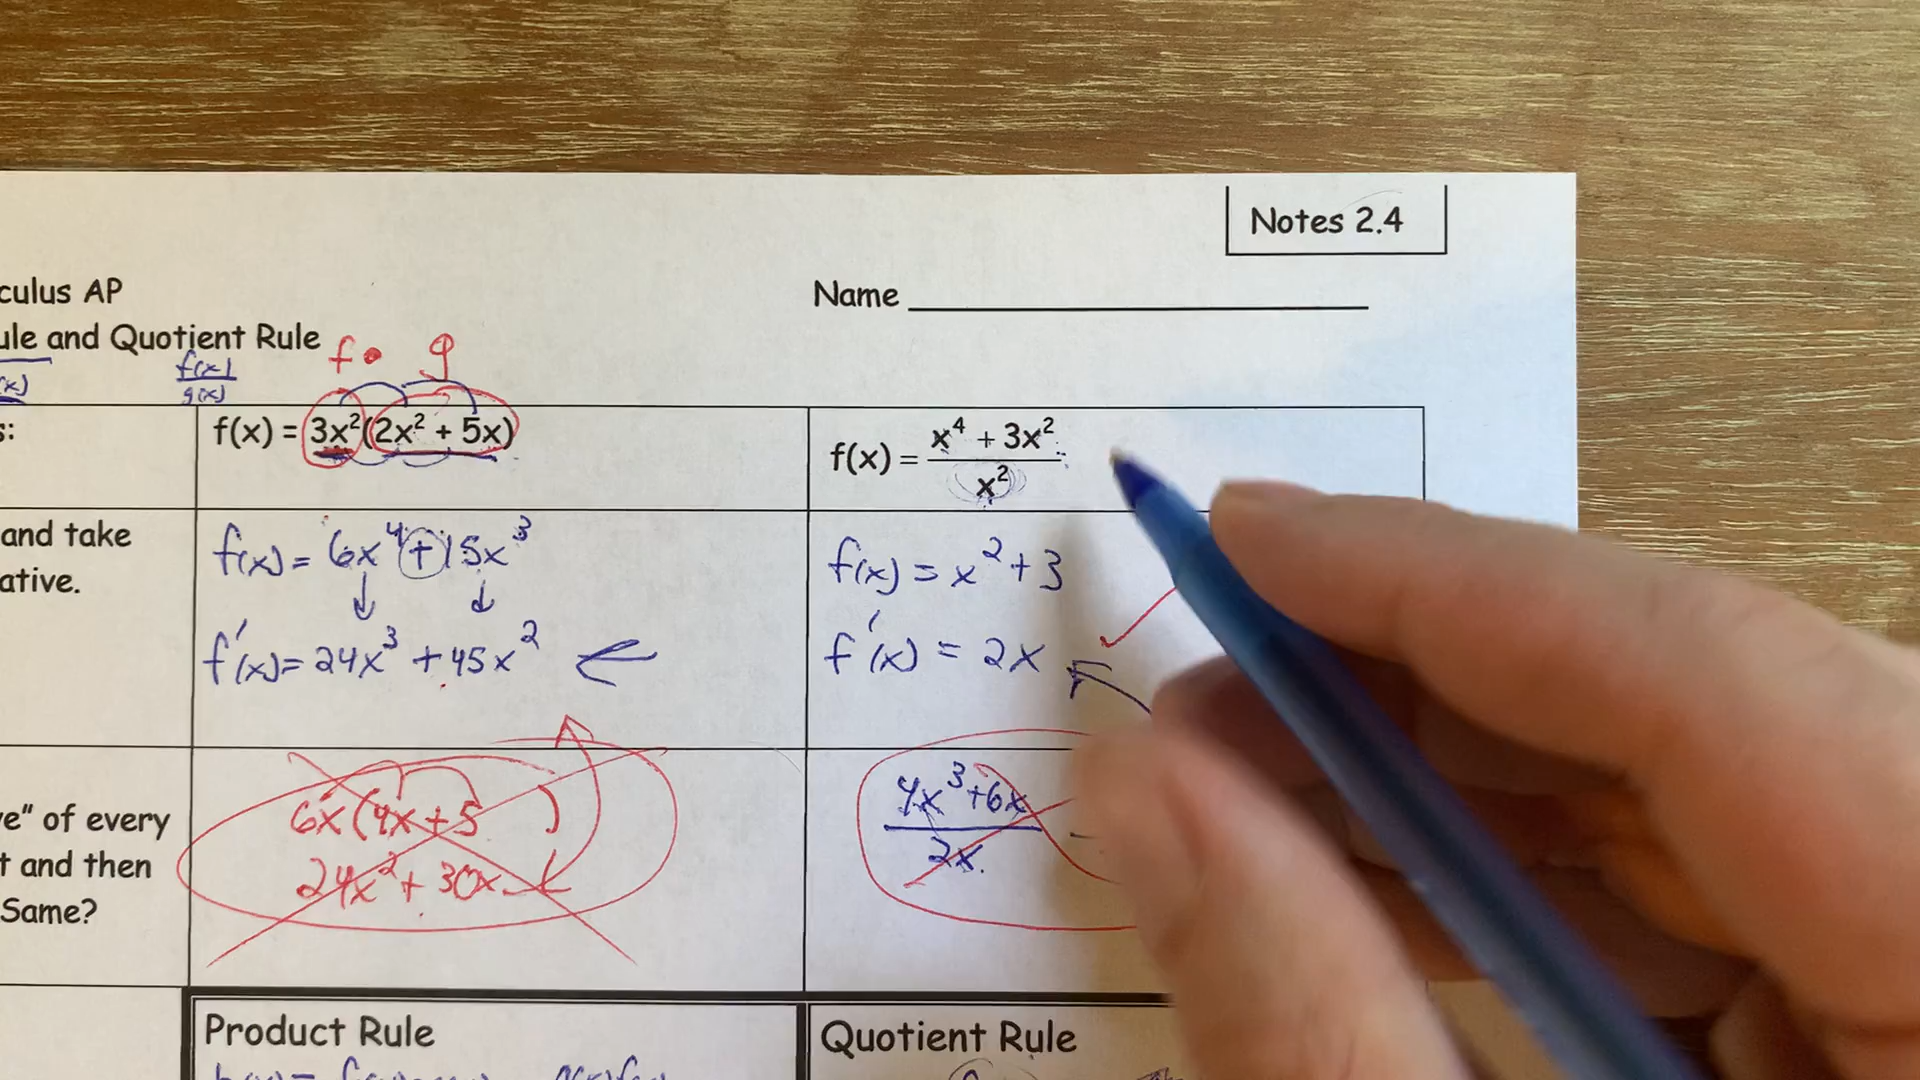 Notes 2.4
culus AP
Name
ule and Quotient Rule
f • g
(x)
f(x)/g(x)
s:
f(x) = 3x²(2x² + 5x)
f(x) = (x⁴ + 3x²)/x²
and take
ative.
f(x) = 6x⁴ + 15x³
f'(x) = 24x³ + 45x²
f(x) = x² + 3
f'(x) = 2x
e" of every
t and then
Same?
6x(4x+5)
24x² + 30x
(4x³+6x)/2x
Product Rule
Quotient Rule